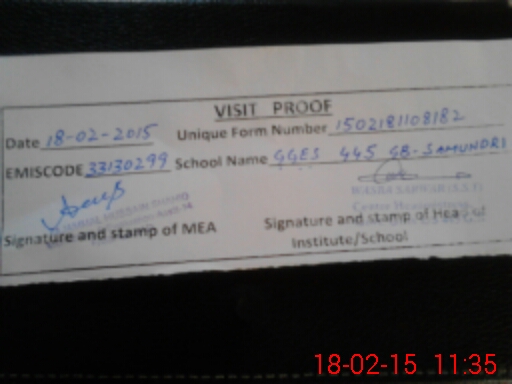 VISIT PROOF
Date 18-02-2015 Unique Form Number 1502181108182
EMISCODE 33130299 School Name GGES 445 GB-SAMUNDRI
Signature and stamp of MEA
Signature and stamp of Head of
Institute/School
18-02-15 11:35